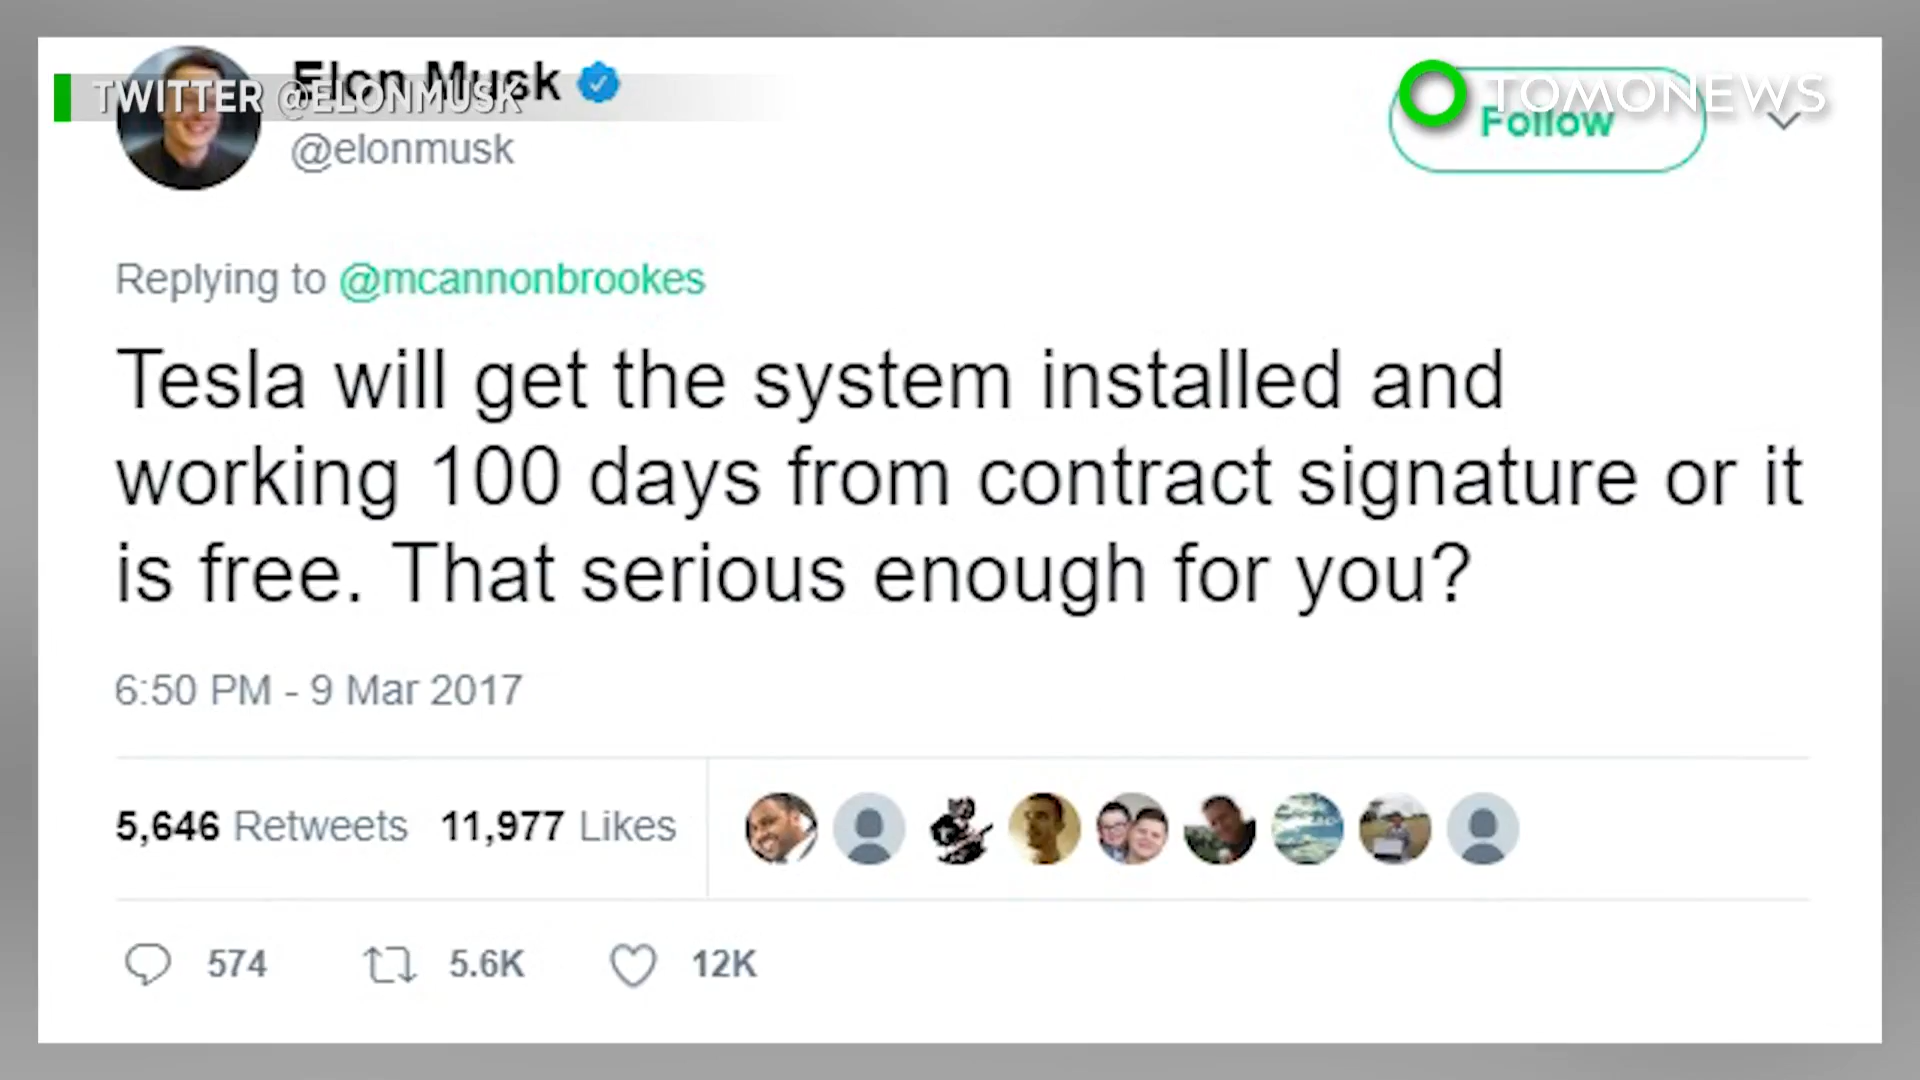 Elon Musk
TWITTER @ELONMUSK
@elonmusk
TOMONEWS
Follow
Replying to @mcannonbrookes
Tesla will get the system installed and
working 100 days from contract signature or it
is free. That serious enough for you?
6:50 PM - 9 Mar 2017
5,646 Retweets 11,977 Likes
574 5.6K 12K